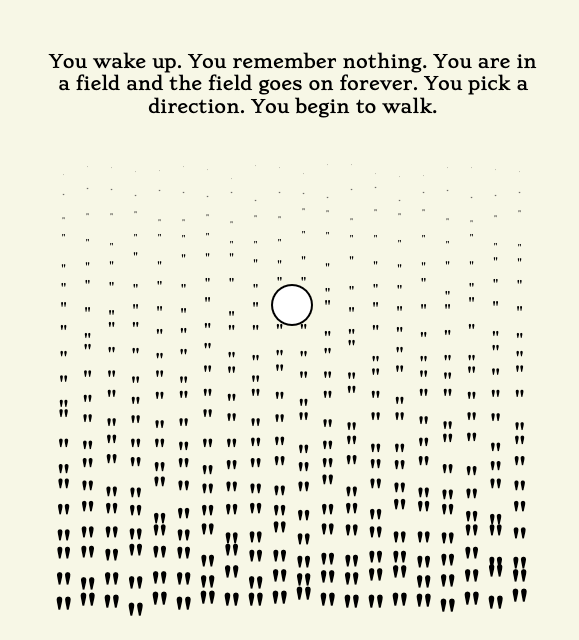 You wake up. You remember nothing. You are in
a field and the field goes on forever. You pick a
direction. You begin to walk.